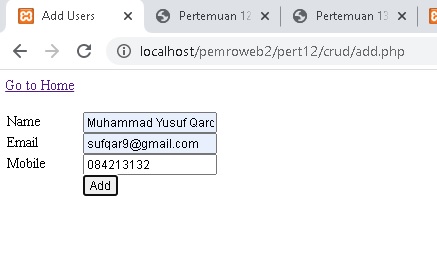 Add Users
Pertemuan 12
Pertemuan 13
localhost/pemroweb2/pert12/crud/add.php
Go to Home
Name Muhammad Yusuf
Email sufqar9@gmail.com
Mobile 084213132
Add